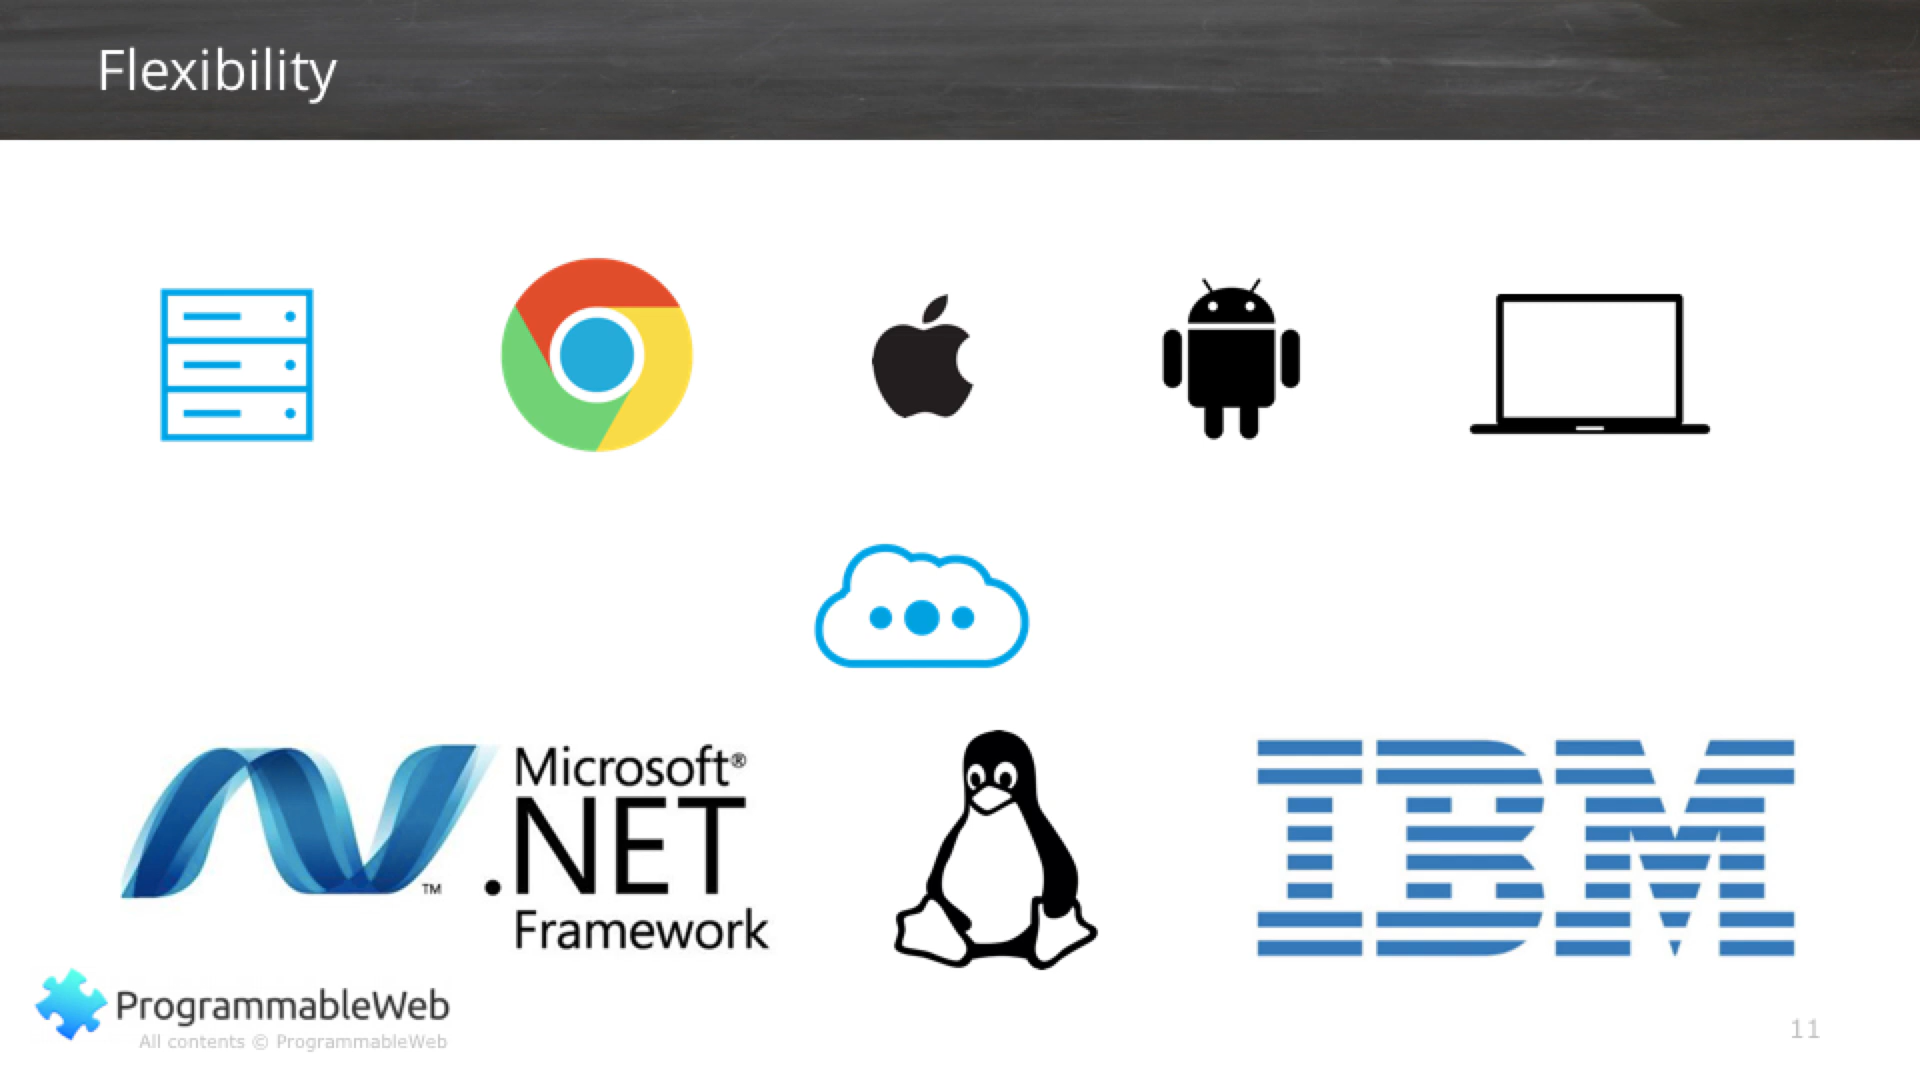 Flexibility
Microsoft®
.NET
™
Framework
IBM
ProgrammableWeb
All contents © ProgrammableWeb
11